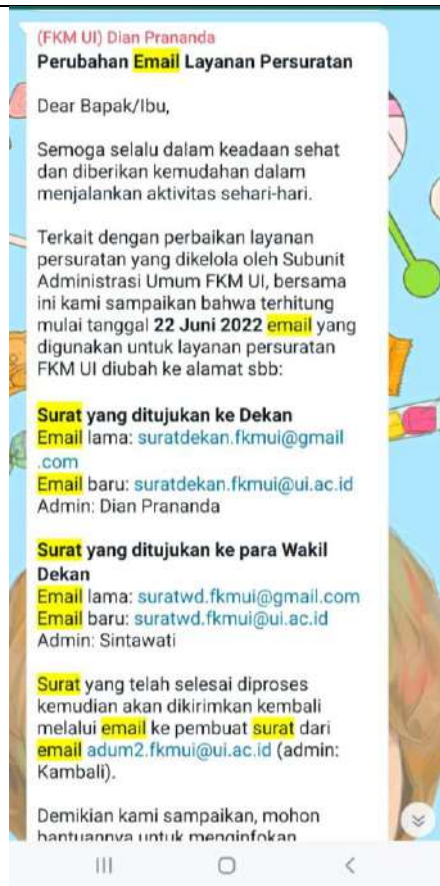 (FKM UI) Dian Prananda
Perubahan Email Layanan Persuratan
Dear Bapak/Ibu,
Semoga selalu dalam keadaan sehat
dan diberikan kemudahan dalam
menjalankan aktivitas sehari-hari.
Terkait dengan perbaikan layanan
persuratan yang dikelola oleh Subunit
Administrasi Umum FKM UI, bersama
ini kami sampaikan bahwa terhitung
mulai tanggal 22 Juni 2022 email yang
digunakan untuk layanan persuratan
FKM UI diubah ke alamat sbb:
Surat yang ditujukan ke Dekan
Email lama: suratdekan.fkmui@gmail
.com
Email baru: suratdekan.fkmui@ui.ac.id
Admin: Dian Prananda
Surat yang ditujukan ke para Wakil
Dekan
Email lama: suratwd.fkmui@gmail.com
Email baru: suratwd.fkmui@ui.ac.id
Admin: Sintawati
Surat yang telah selesai diproses
kemudian akan dikirimkan kembali
melalui email ke pembuat surat dari
email adum2.fkmui@ui.ac.id (admin:
Kambali).
Demikian kami sampaikan, mohon
bantuannya untuk menginfokan